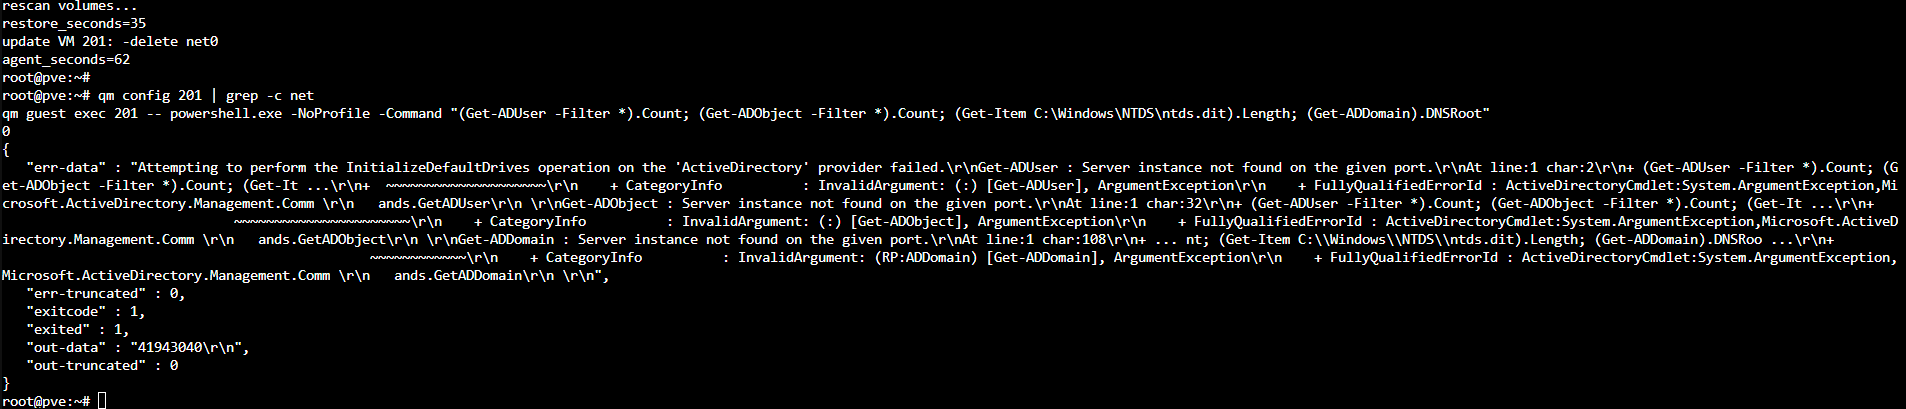 rescan volumes...
restore_seconds=35
update VM 201: -delete net0
agent_seconds=62
root@pve:~#
root@pve:~# qm config 201 | grep -c net
qm guest exec 201 -- powershell.exe -NoProfile -Command "(Get-ADUser -Filter *).Count; (Get-ADObject -Filter *).Count; (Get-Item C:\Windows\NTDS\ntds.dit).Length; (Get-ADDomain).DNSRoot"
0
{
   "err-data" : "Attempting to perform the InitializeDefaultDrives operation on the 'ActiveDirectory' provider failed.\r\nGet-ADUser : Server instance not found on the given port.\r\nAt line:1 char:2\r\n+ (Get-ADUser -Filter *).Count; (G
et-ADObject -Filter *).Count; (Get-It ...\r\n+  ~~~~~~~~~~~~~~~~~~~~~~\r\n    + CategoryInfo          : InvalidArgument: (:) [Get-ADUser], ArgumentException\r\n    + FullyQualifiedErrorId : ActiveDirectoryCmdlet:System.ArgumentException,Mi
crosoft.ActiveDirectory.Management.Comm \r\n   ands.GetADUser\r\n \r\nGet-ADObject : Server instance not found on the given port.\r\nAt line:1 char:32\r\n+ (Get-ADUser -Filter *).Count; (Get-ADObject -Filter *).Count; (Get-It ...\r\n+
                             ~~~~~~~~~~~~~~~~~~~~~~~~\r\n    + CategoryInfo          : InvalidArgument: (:) [Get-ADObject], ArgumentException\r\n    + FullyQualifiedErrorId : ActiveDirectoryCmdlet:System.ArgumentException,Microsoft.ActiveD
irectory.Management.Comm \r\n   ands.GetADObject\r\n \r\nGet-ADDomain : Server instance not found on the given port.\r\nAt line:1 char:108\r\n+ ... nt; (Get-Item C:\\Windows\\NTDS\\ntds.dit).Length; (Get-ADDomain).DNSRoo ...\r\n+
                                              ~~~~~~~~~~~~\r\n    + CategoryInfo          : InvalidArgument: (RP:ADDomain) [Get-ADDomain], ArgumentException\r\n    + FullyQualifiedErrorId : ActiveDirectoryCmdlet:System.ArgumentException,
Microsoft.ActiveDirectory.Management.Comm \r\n   ands.GetADDomain\r\n \r\n",
   "err-truncated" : 0,
   "exitcode" : 1,
   "exited" : 1,
   "out-data" : "41943040\r\n",
   "out-truncated" : 0
}
root@pve:~#